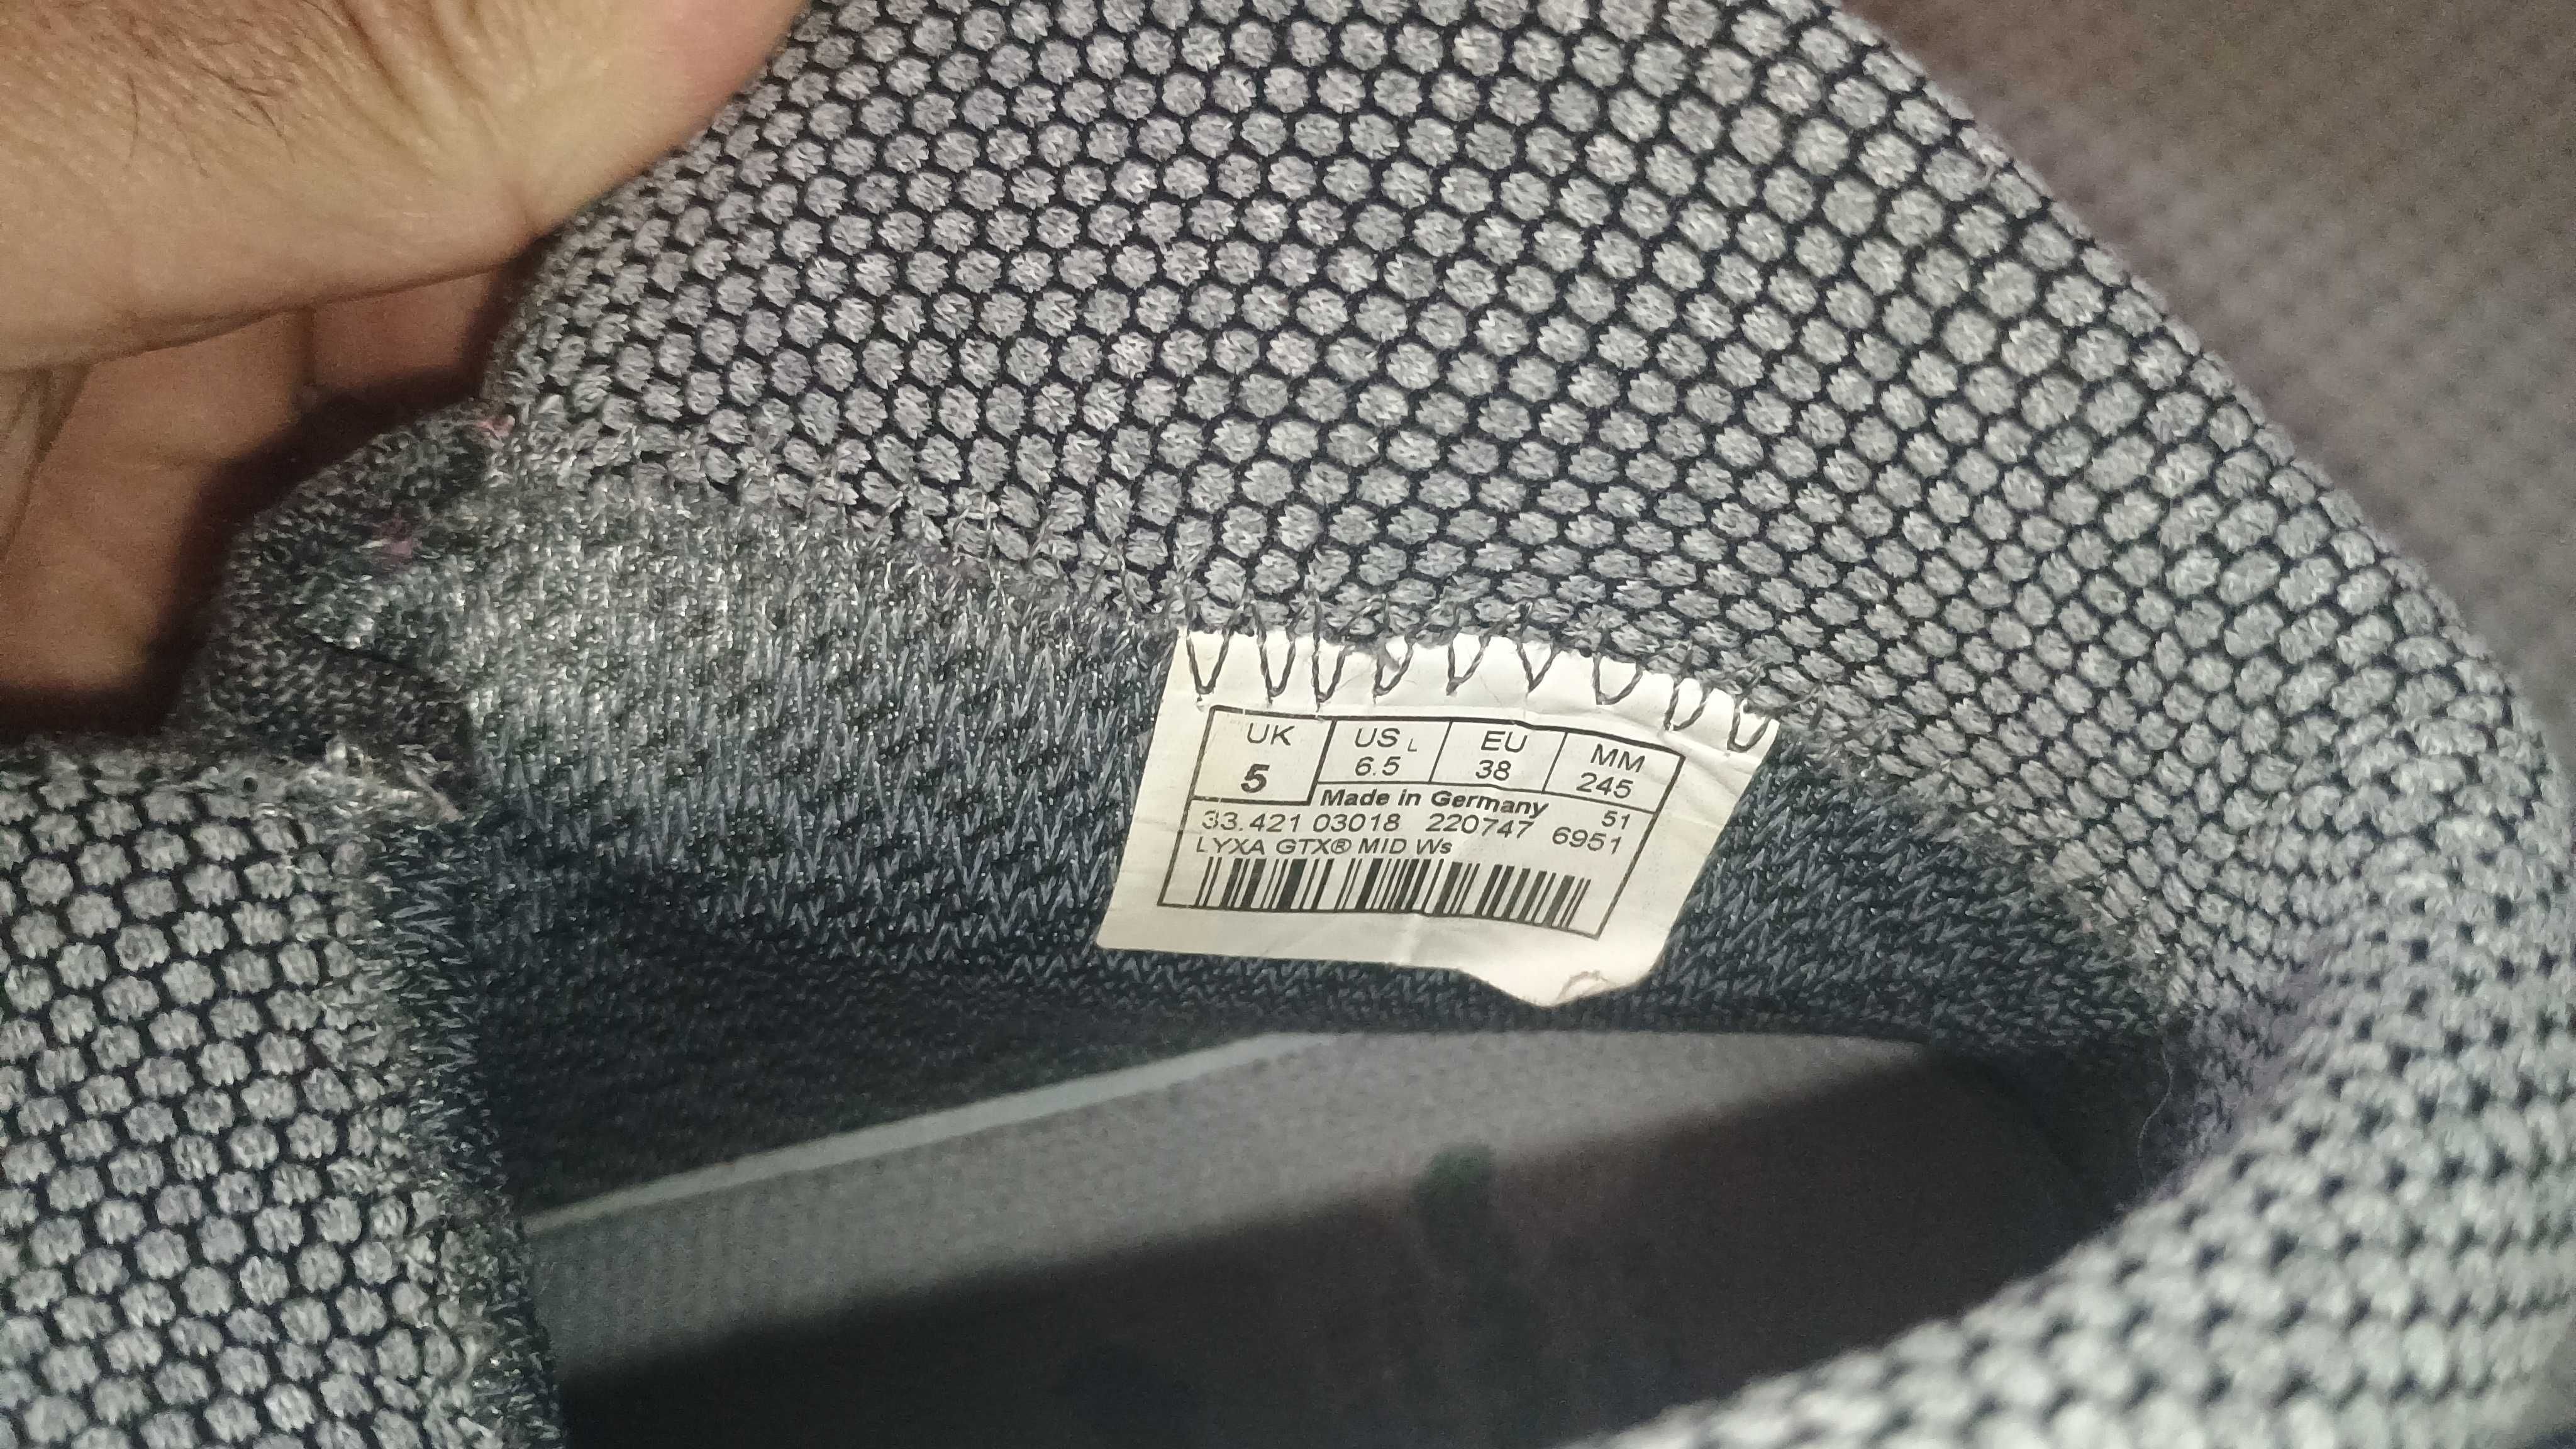 UK US L EU MM
5 6.5 38 245
Made in Germany 51
33.421 03018 220747 6951
LYXA GTX® MID Ws